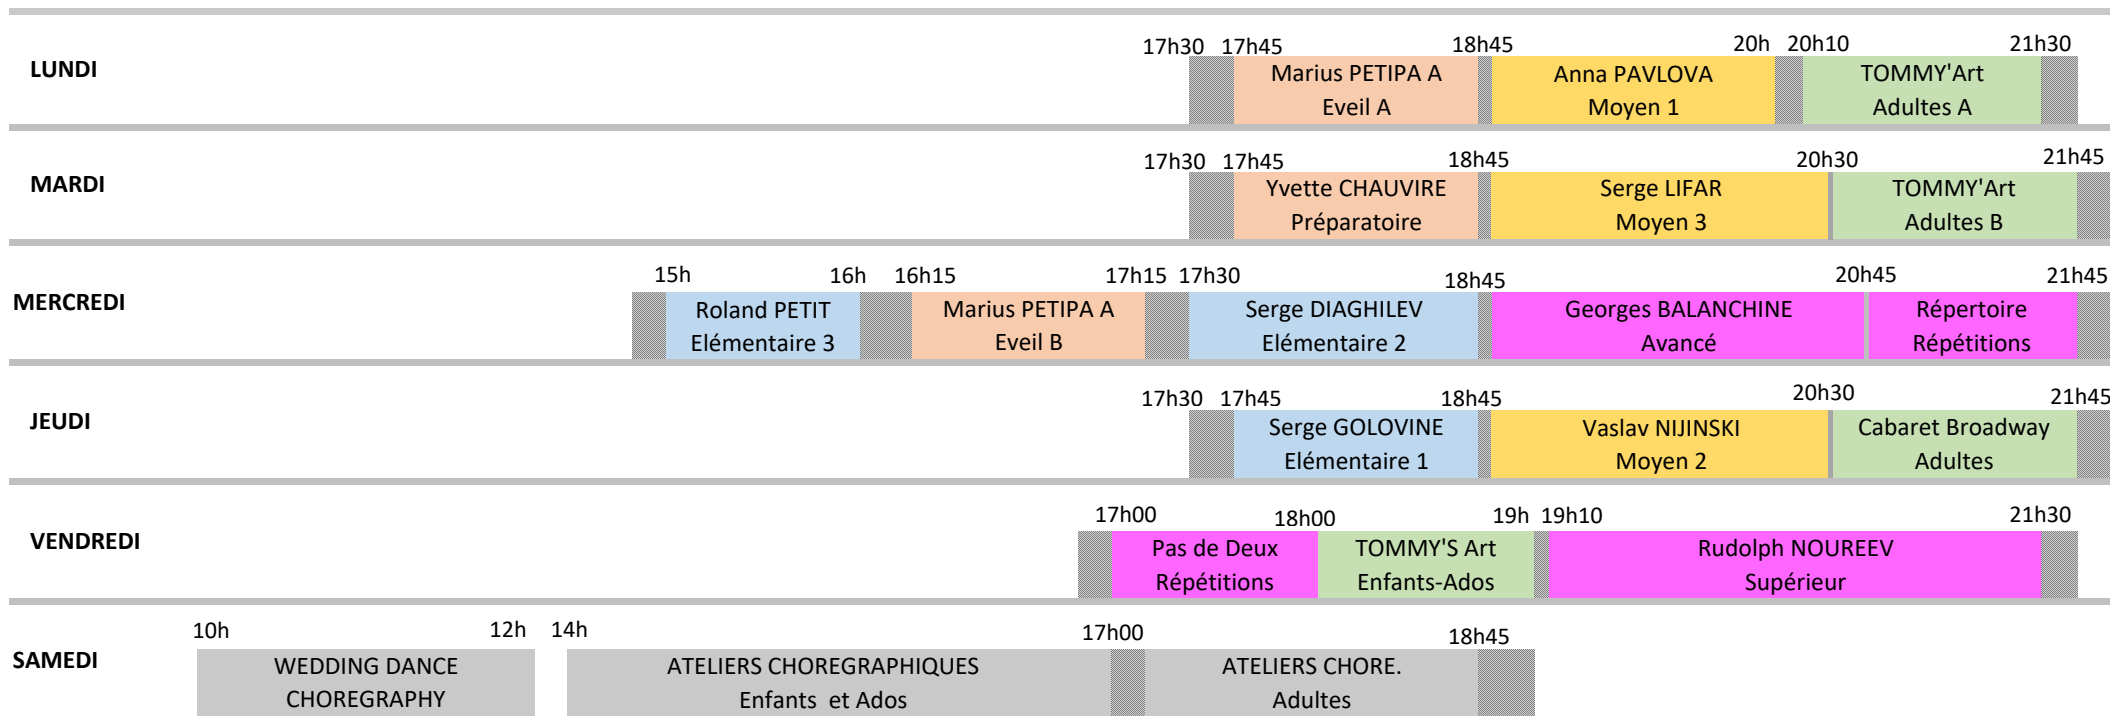 17h30 17h45 18h45 20h 20h10 21h30
LUNDI
Marius PETIPA A Anna PAVLOVA TOMMY'Art
Eveil A Moyen 1 Adultes A
17h30 17h45 18h45 20h30 21h45
MARDI
Yvette CHAUVIRE Serge LIFAR TOMMY'Art
Préparatoire Moyen 3 Adultes B
15h 16h 16h15 17h15 17h30 18h45 20h45 21h45
MERCREDI
Roland PETIT Marius PETIPA A Serge DIAGHILEV Georges BALANCHINE Répertoire
Elémentaire 3 Eveil B Elémentaire 2 Avancé Répétitions
17h30 17h45 18h45 20h30 21h45
JEUDI
Serge GOLOVINE Vaslav NIJINSKI Cabaret Broadway
Elémentaire 1 Moyen 2 Adultes
17h00 18h00 19h 19h10 21h30
VENDREDI
Pas de Deux TOMMY'S Art Rudolph NOUREEV
Répétitions Enfants-Ados Supérieur
10h 12h 14h 17h00 18h45
SAMEDI
WEDDING DANCE ATELIERS CHOREGRAPHIQUES ATELIERS CHORE.
CHOREGRAPHY Enfants et Ados Adultes